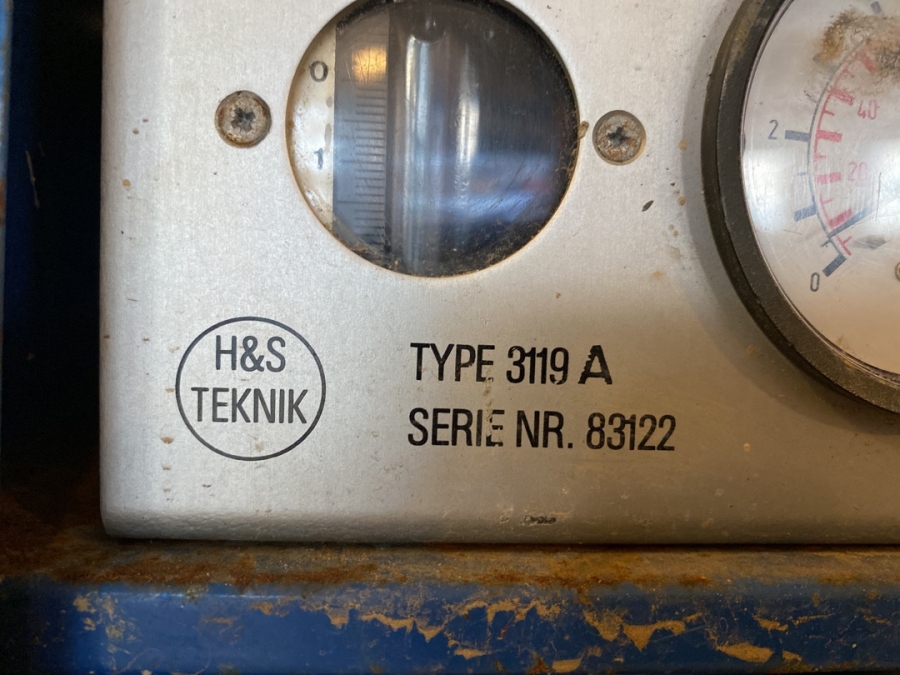 0
1
H&S
TEKNIK
TYPE 3119 A
SERIE NR. 83122
40
2
20
0